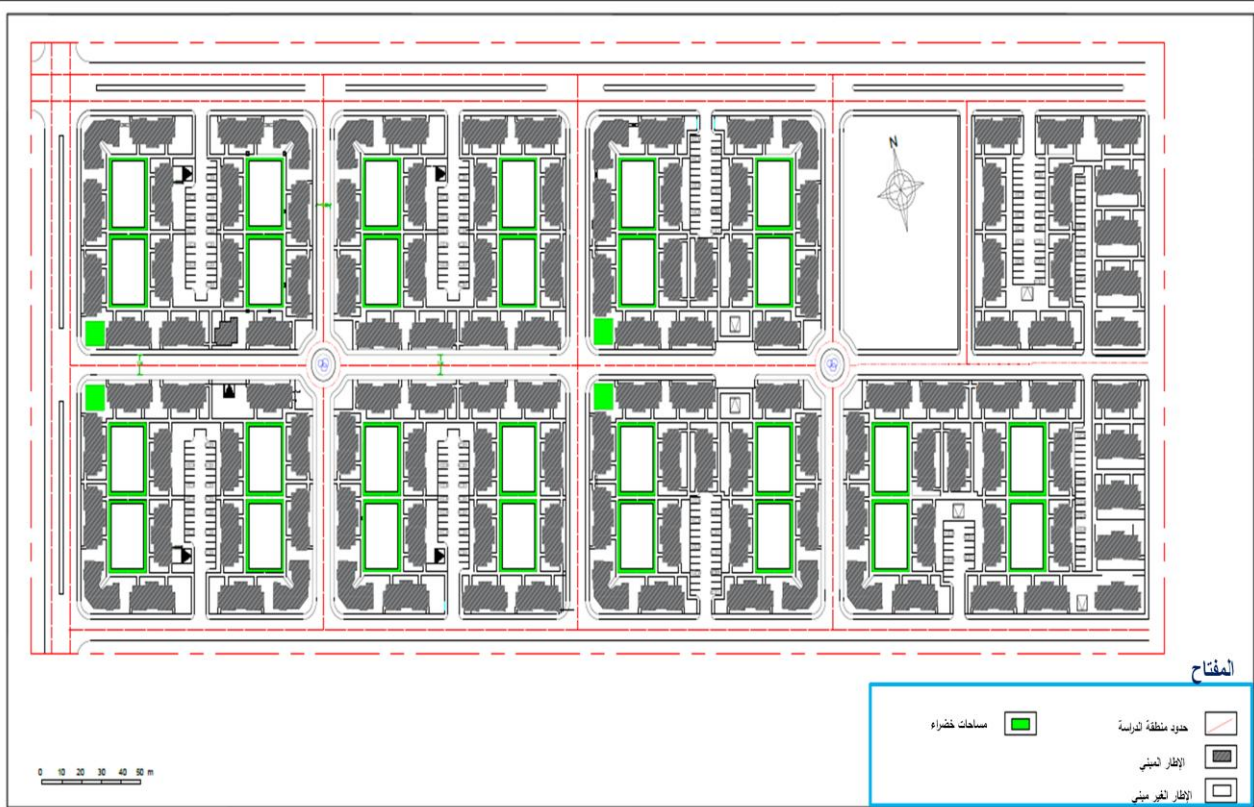 N
المفتاح
حدود منطقة الدراسة
مساحات خضراء
الإطار المبني
الإطار الغير مبني
0 10 20 30 40 50 m